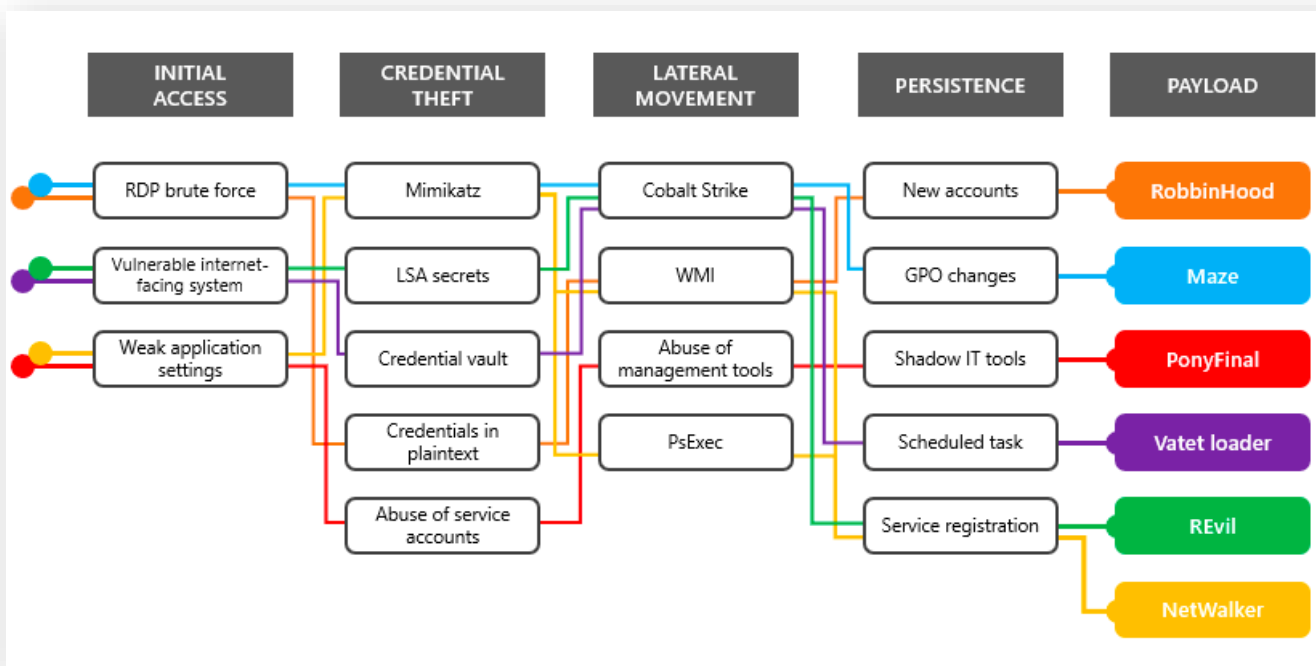 INITIAL
ACCESS
CREDENTIAL
THEFT
LATERAL
MOVEMENT
PERSISTENCE
PAYLOAD
RDP brute force
Mimikatz
Cobalt Strike
New accounts
RobbinHood
Vulnerable internet-
facing system
LSA secrets
WMI
GPO changes
Maze
Weak application
settings
Credential vault
Abuse of
management tools
Shadow IT tools
PonyFinal
Credentials in
plaintext
PsExec
Scheduled task
Vatet loader
Abuse of service
accounts
Service registration
REvil
NetWalker